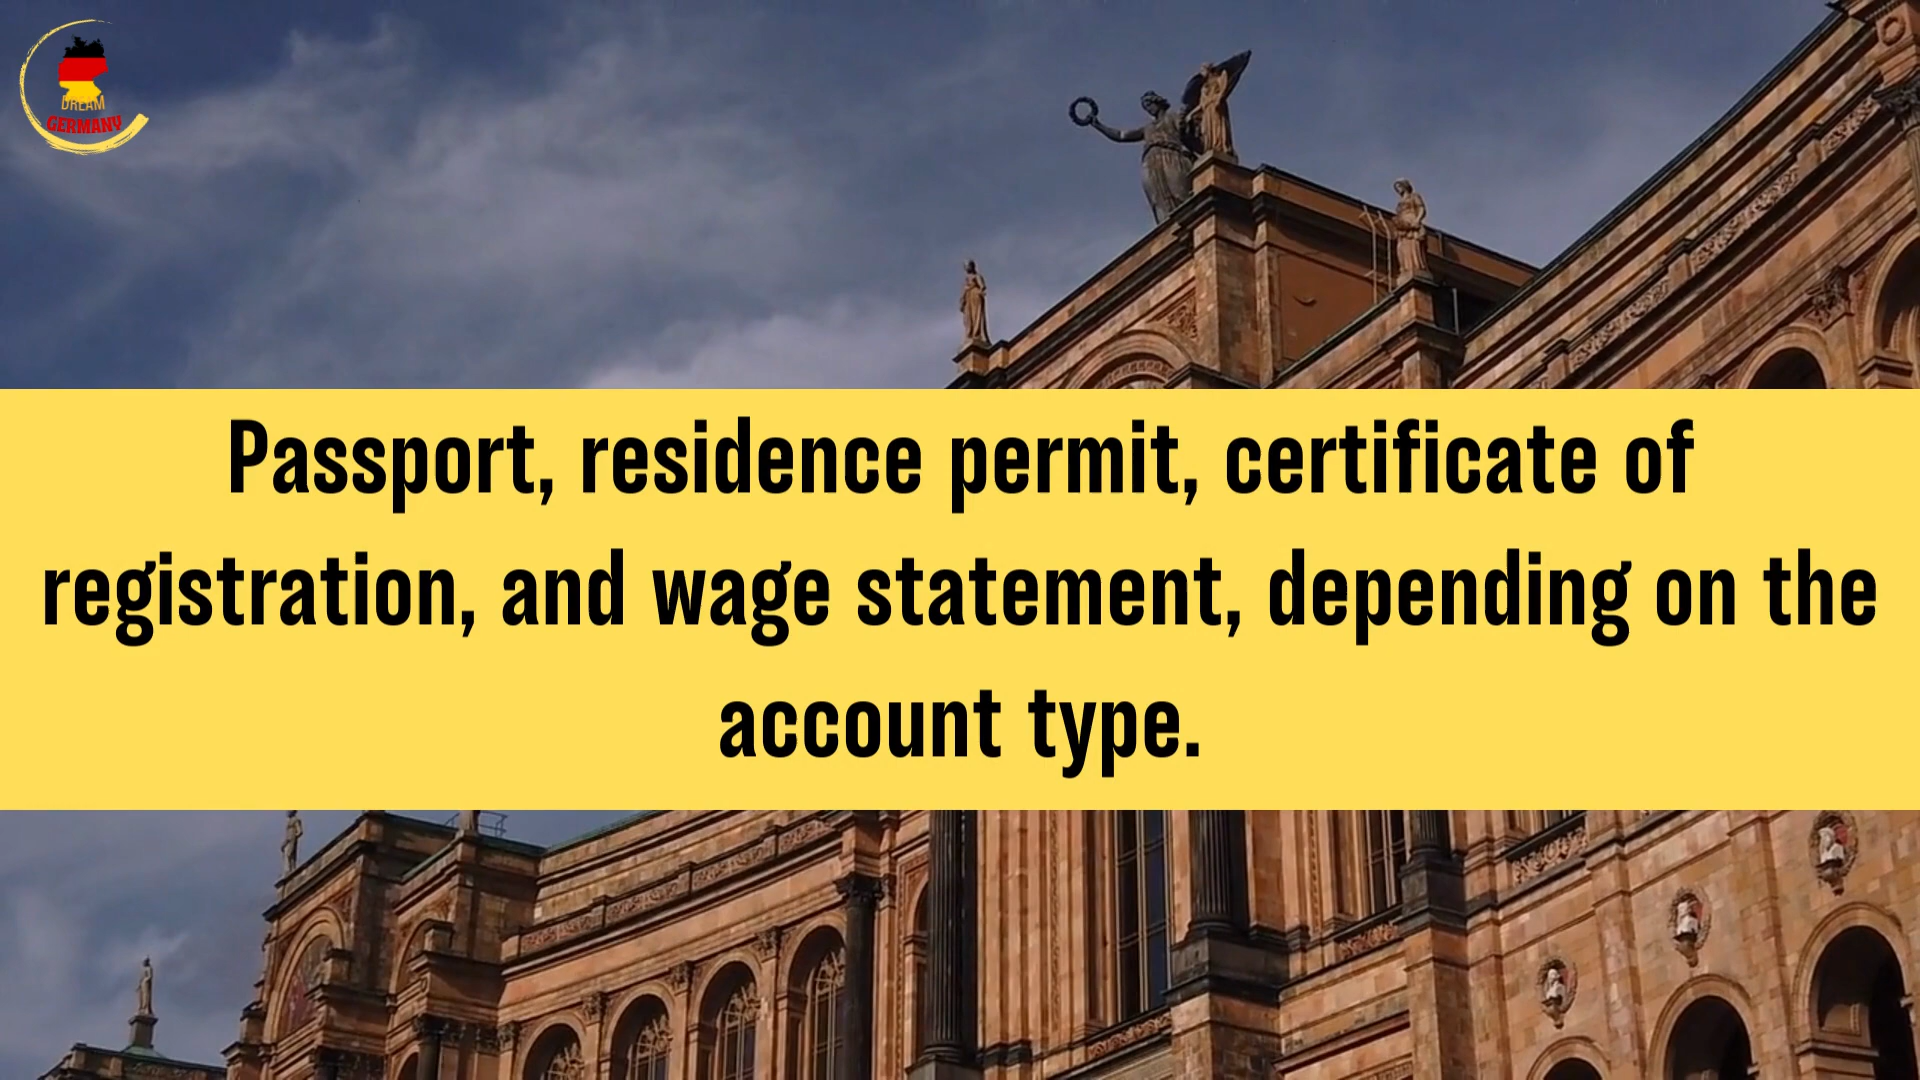 DREAM
GERMANY
Passport, residence permit, certificate of
registration, and wage statement, depending on the
account type.